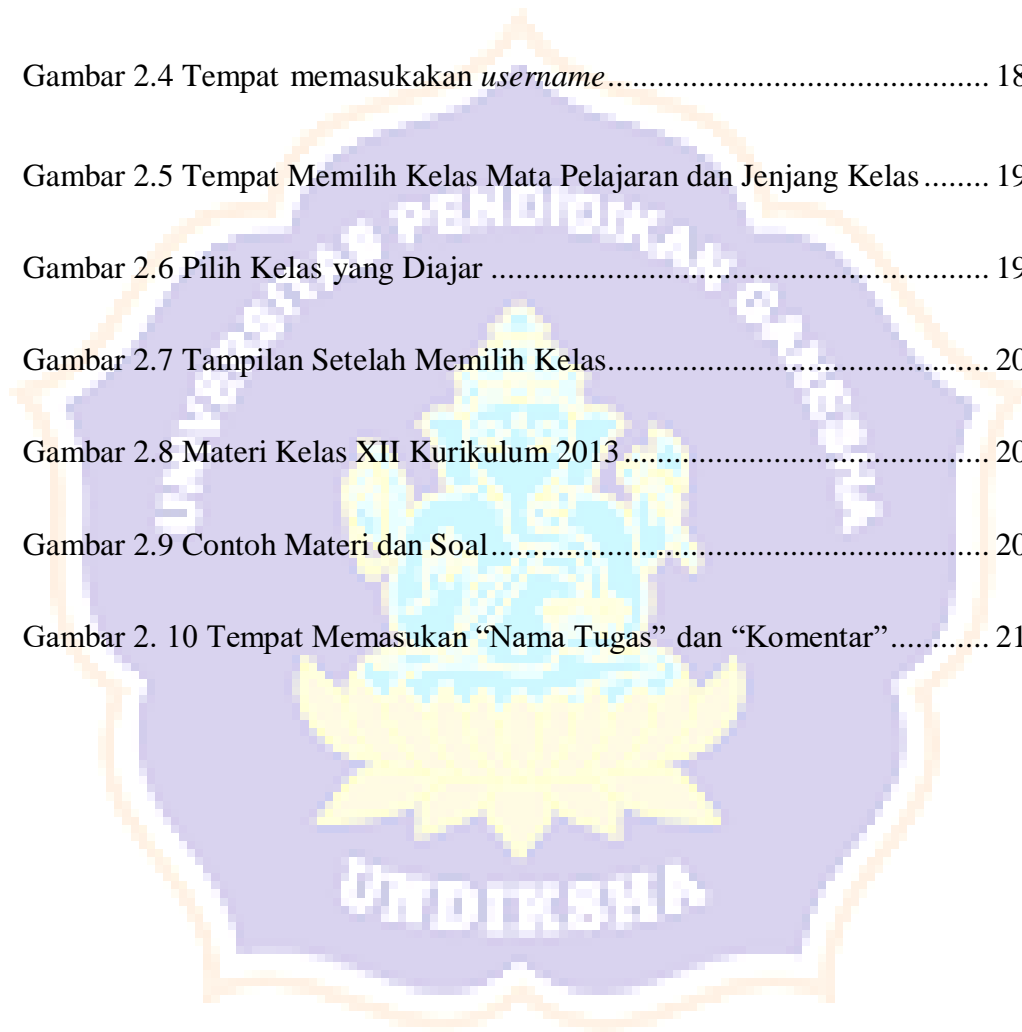 Gambar 2.4 Tempat memasukakan username................................................ 18
Gambar 2.5 Tempat Memilih Kelas Mata Pelajaran dan Jenjang Kelas ........ 19
Gambar 2.6 Pilih Kelas yang Diajar ............................................................... 19
Gambar 2.7 Tampilan Setelah Memilih Kelas................................................ 20
Gambar 2.8 Materi Kelas XII Kurikulum 2013.............................................. 20
Gambar 2.9 Contoh Materi dan Soal............................................................... 20
Gambar 2. 10 Tempat Memasukan “Nama Tugas” dan “Komentar”............ 21
UNIVERSITAS PENDIDIKAN GANESHA
UNDIKSHA